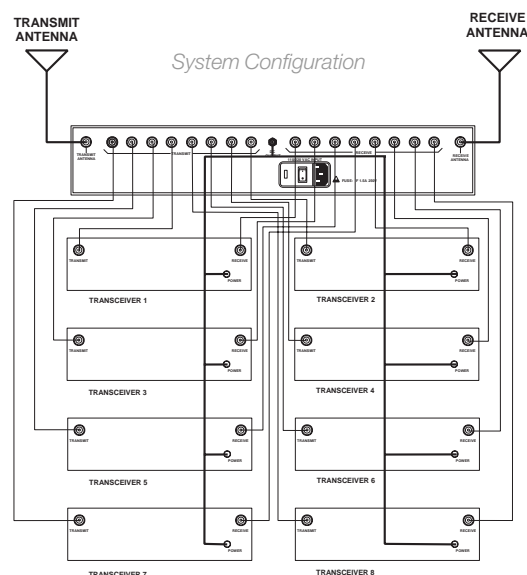 TRANSMIT
ANTENNA
RECEIVE
ANTENNA
System Configuration
TRANSMIT
ANTENNA
TRANSMIT
RECEIVE
RECEIVE
ANTENNA
TRANSMIT
RECEIVE
POWER
TRANSCEIVER 1
TRANSMIT
RECEIVE
POWER
TRANSCEIVER 2
TRANSMIT
RECEIVE
POWER
TRANSCEIVER 3
TRANSMIT
RECEIVE
POWER
TRANSCEIVER 4
TRANSMIT
RECEIVE
POWER
TRANSCEIVER 5
TRANSMIT
RECEIVE
POWER
TRANSCEIVER 6
TRANSMIT
RECEIVE
POWER
TRANSCEIVER 7
TRANSMIT
RECEIVE
POWER
TRANSCEIVER 8